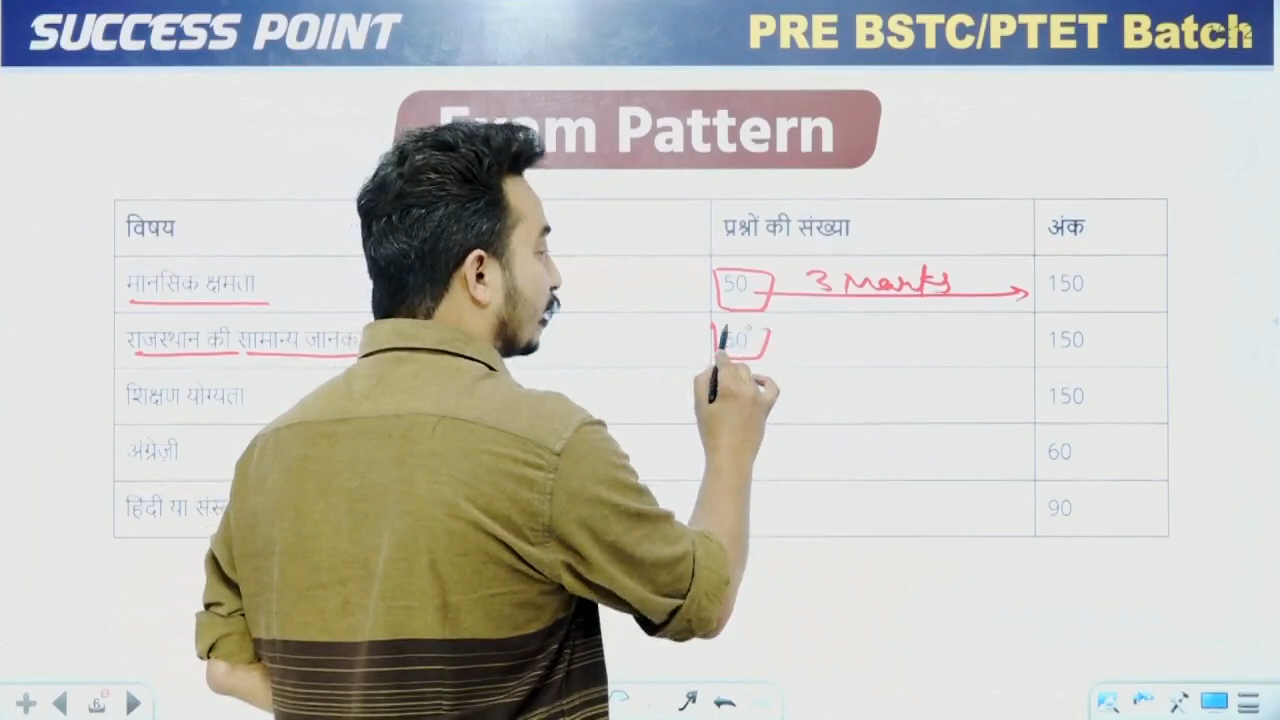 SUCCESS POINT PRE BSTC/PTET Batch
Exam Pattern
विषय प्रश्नों की संख्या अंक
मानसिक क्षमता 50 3 Marks 150
राजस्थान की सामान्य 50 150
शिक्षण योग्यता 150
अंग्रेज़ी 60
हिंदी या 90